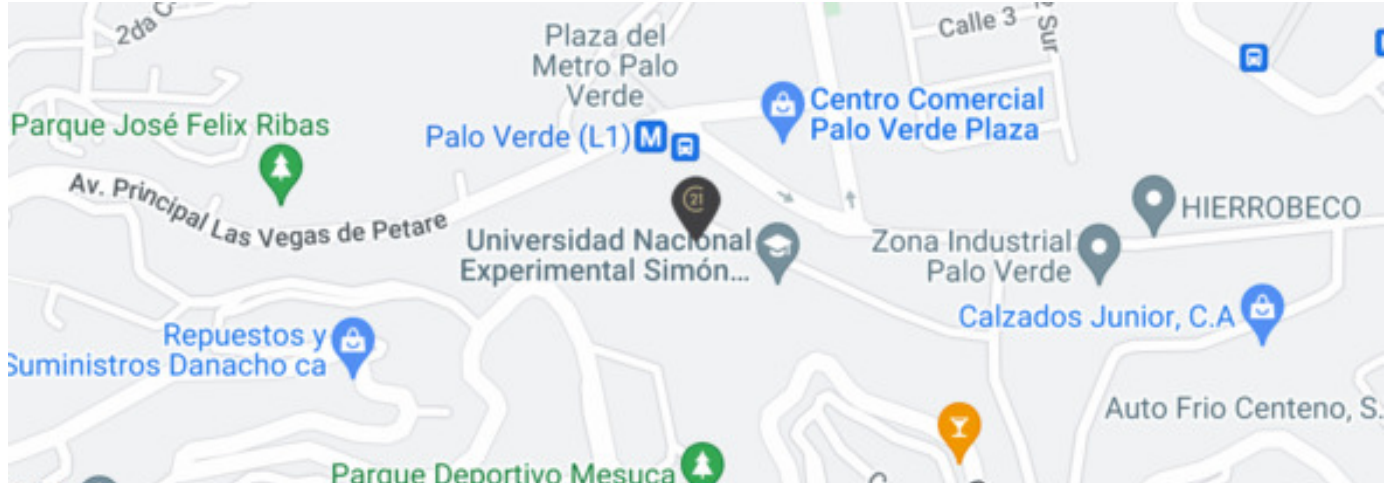 2da C
Calle 3
Sur
Plaza del
Metro Palo
Verde
Centro Comercial
Palo Verde Plaza
Parque José Felix Ribas
Palo Verde (L1)
M
Av. Principal Las Vegas de Petare
21
HIERROBECO
Universidad Nacional
Experimental Simón...
Zona Industrial
Palo Verde
Calzados Junior, C.A
Repuestos y
Suministros Danacho ca
Auto Frio Centeno, S.
Parque Deportivo Mesuca